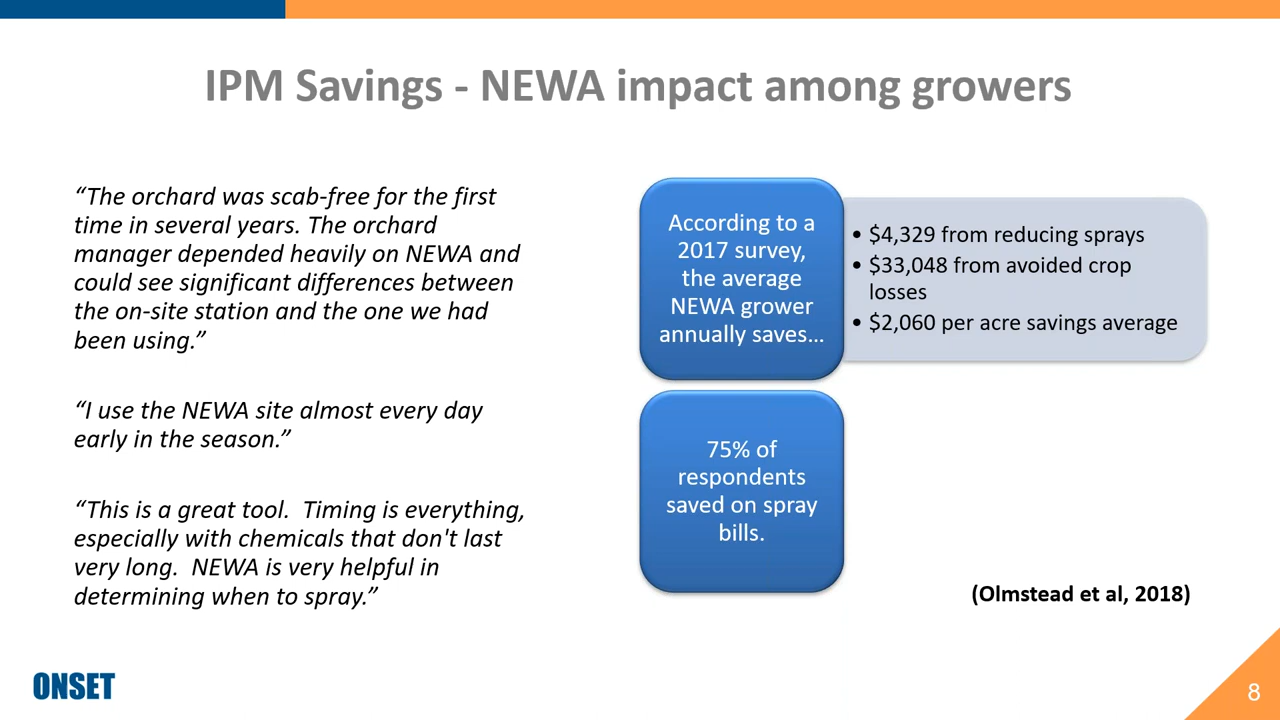 IPM Savings - NEWA impact among growers
“The orchard was scab-free for the first
time in several years. The orchard
manager depended heavily on NEWA and
could see significant differences between
the on-site station and the one we had
been using.”
“I use the NEWA site almost every day
early in the season.”
“This is a great tool.  Timing is everything,
especially with chemicals that don't last
very long.  NEWA is very helpful in
determining when to spray.”
According to a
2017 survey,
the average
NEWA grower
annually saves…
• $4,329 from reducing sprays
• $33,048 from avoided crop
losses
• $2,060 per acre savings average
75% of
respondents
saved on spray
bills.
(Olmstead et al, 2018)
ONSET
8